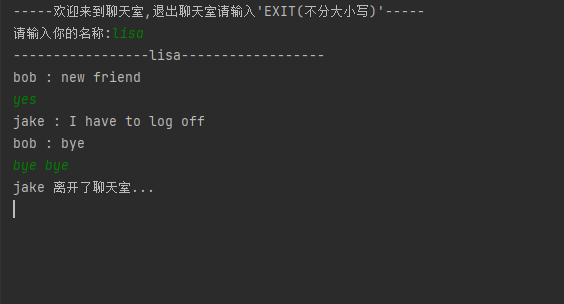 -----欢迎来到聊天室,退出聊天室请输入'EXIT(不分大小写)'-----
请输入你的名称:lisa
-----------------lisa------------------
bob : new friend
yes
jake : I have to log off
bob : bye
bye bye
jake 离开了聊天室...